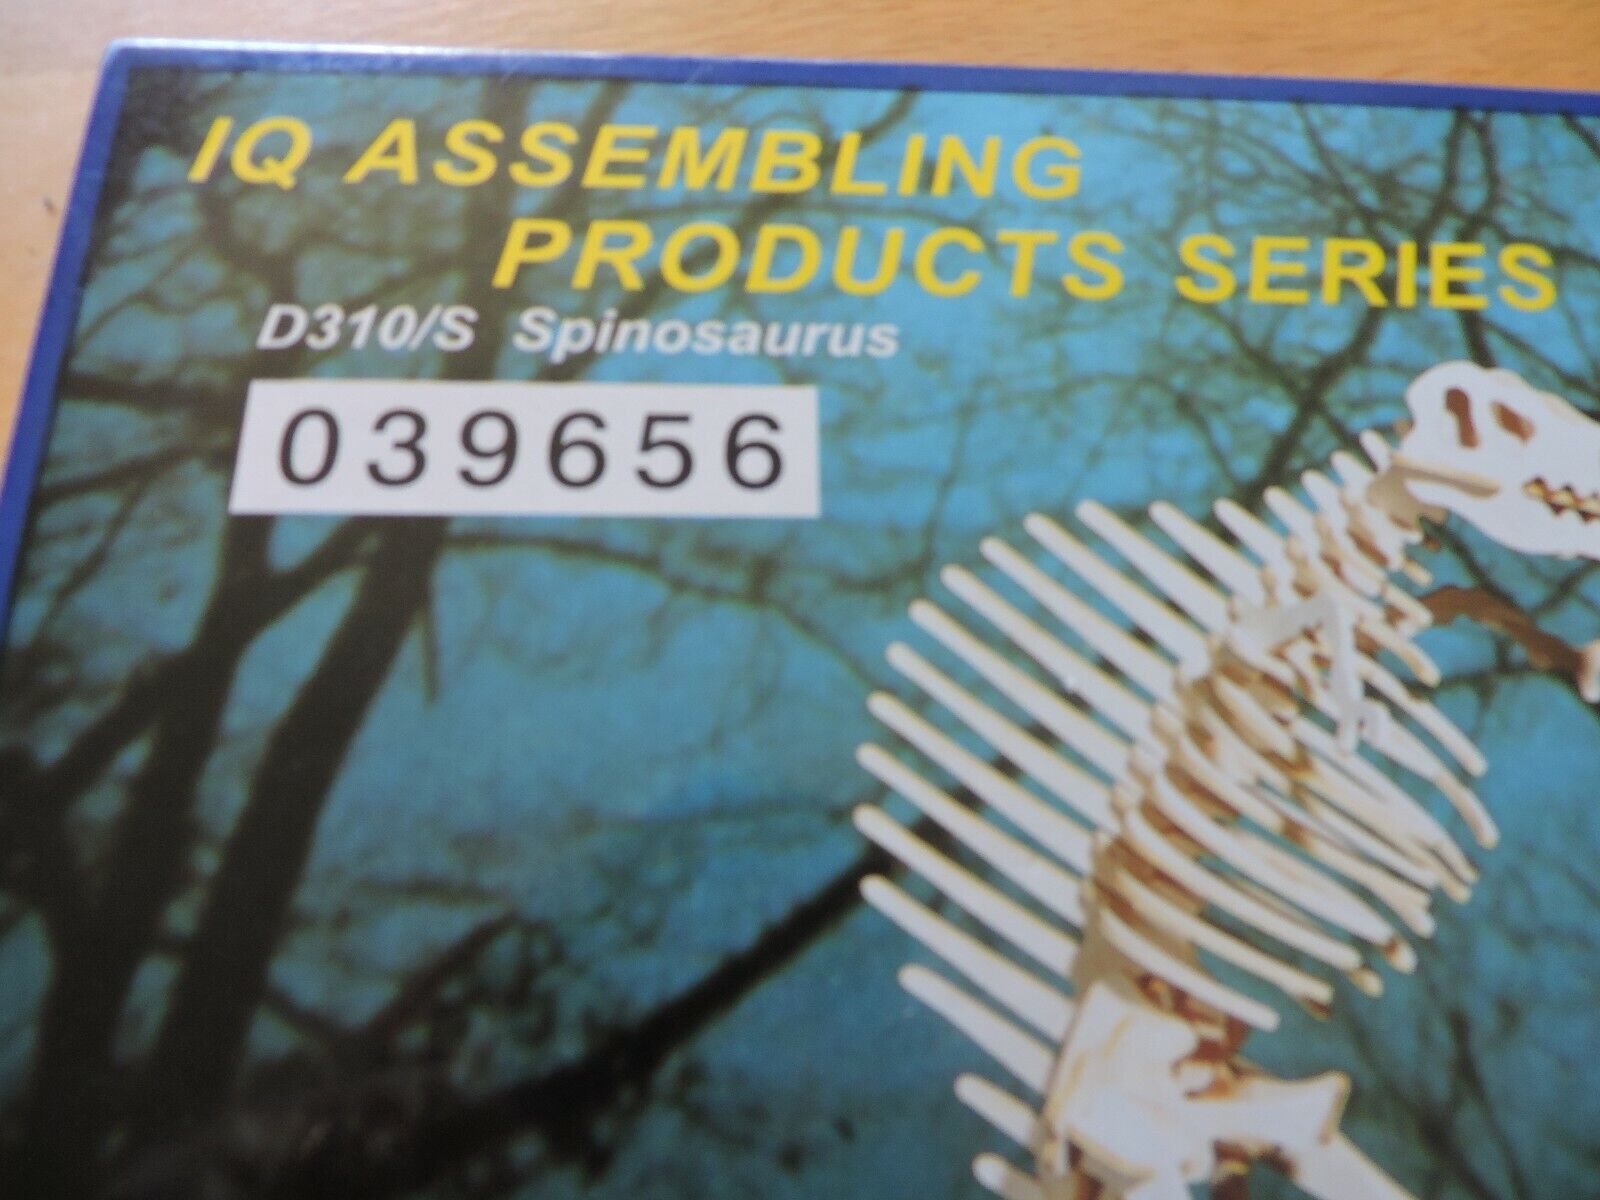 IQ ASSEMBLING
PRODUCTS SERIES
D310/S Spinosaurus
039656